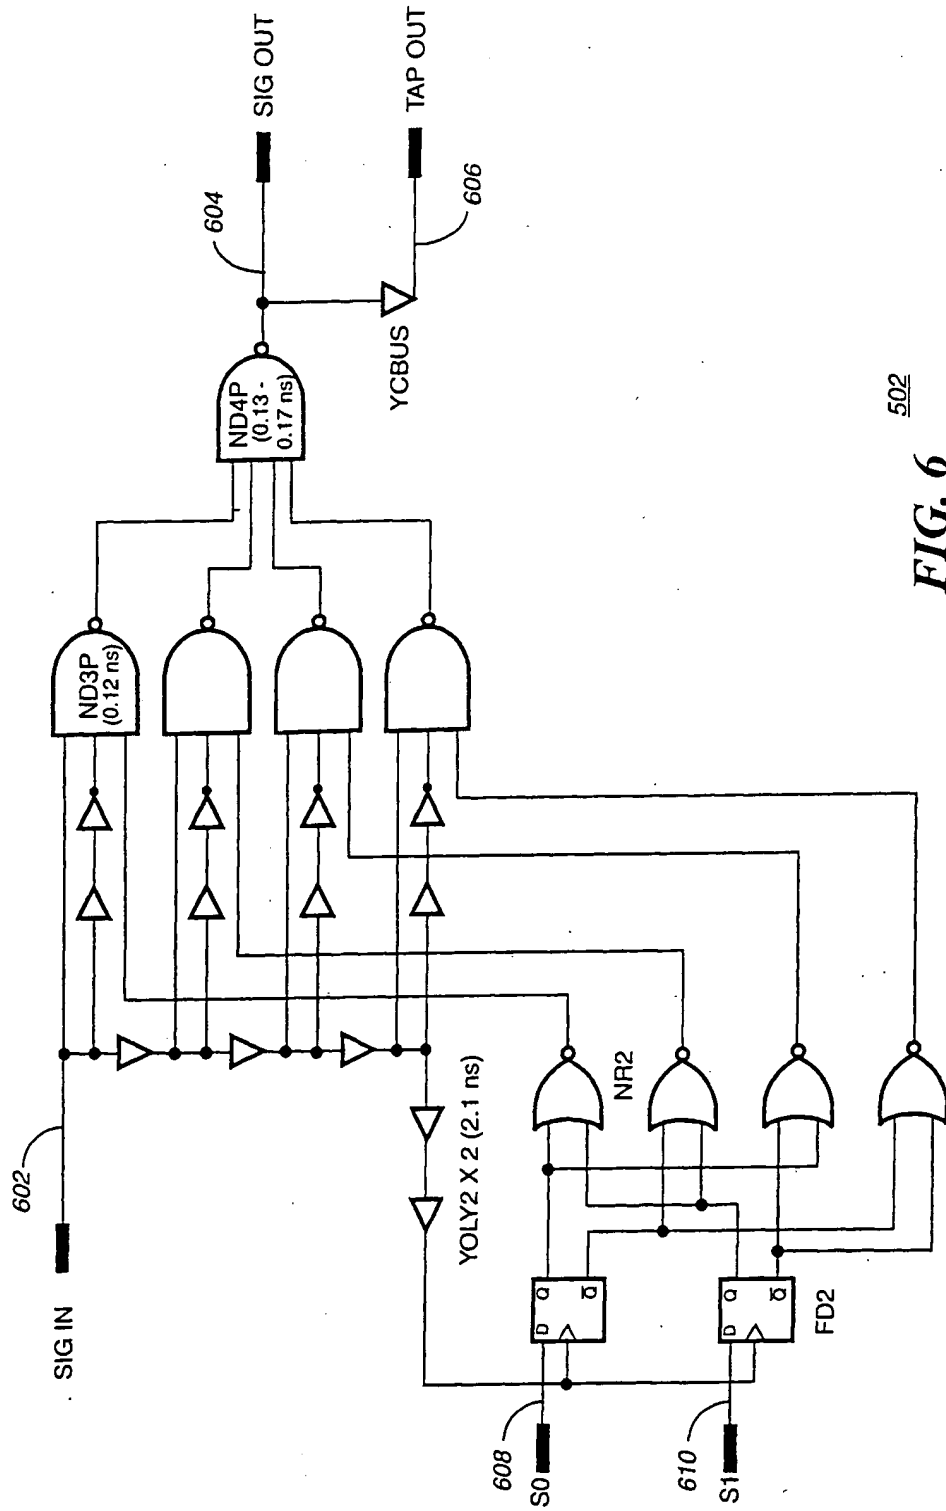 SIG OUT
604
TAP OUT
606
YCBUS
ND4P
(0.13 -
0.17 ns)
ND3P
(0.12 ns)
602
SIG IN
YOLY2 X 2 (2.1 ns)
NR2
D Q
Q
D Q
Q
FD2
608
S0
610
S1
502
FIG. 6